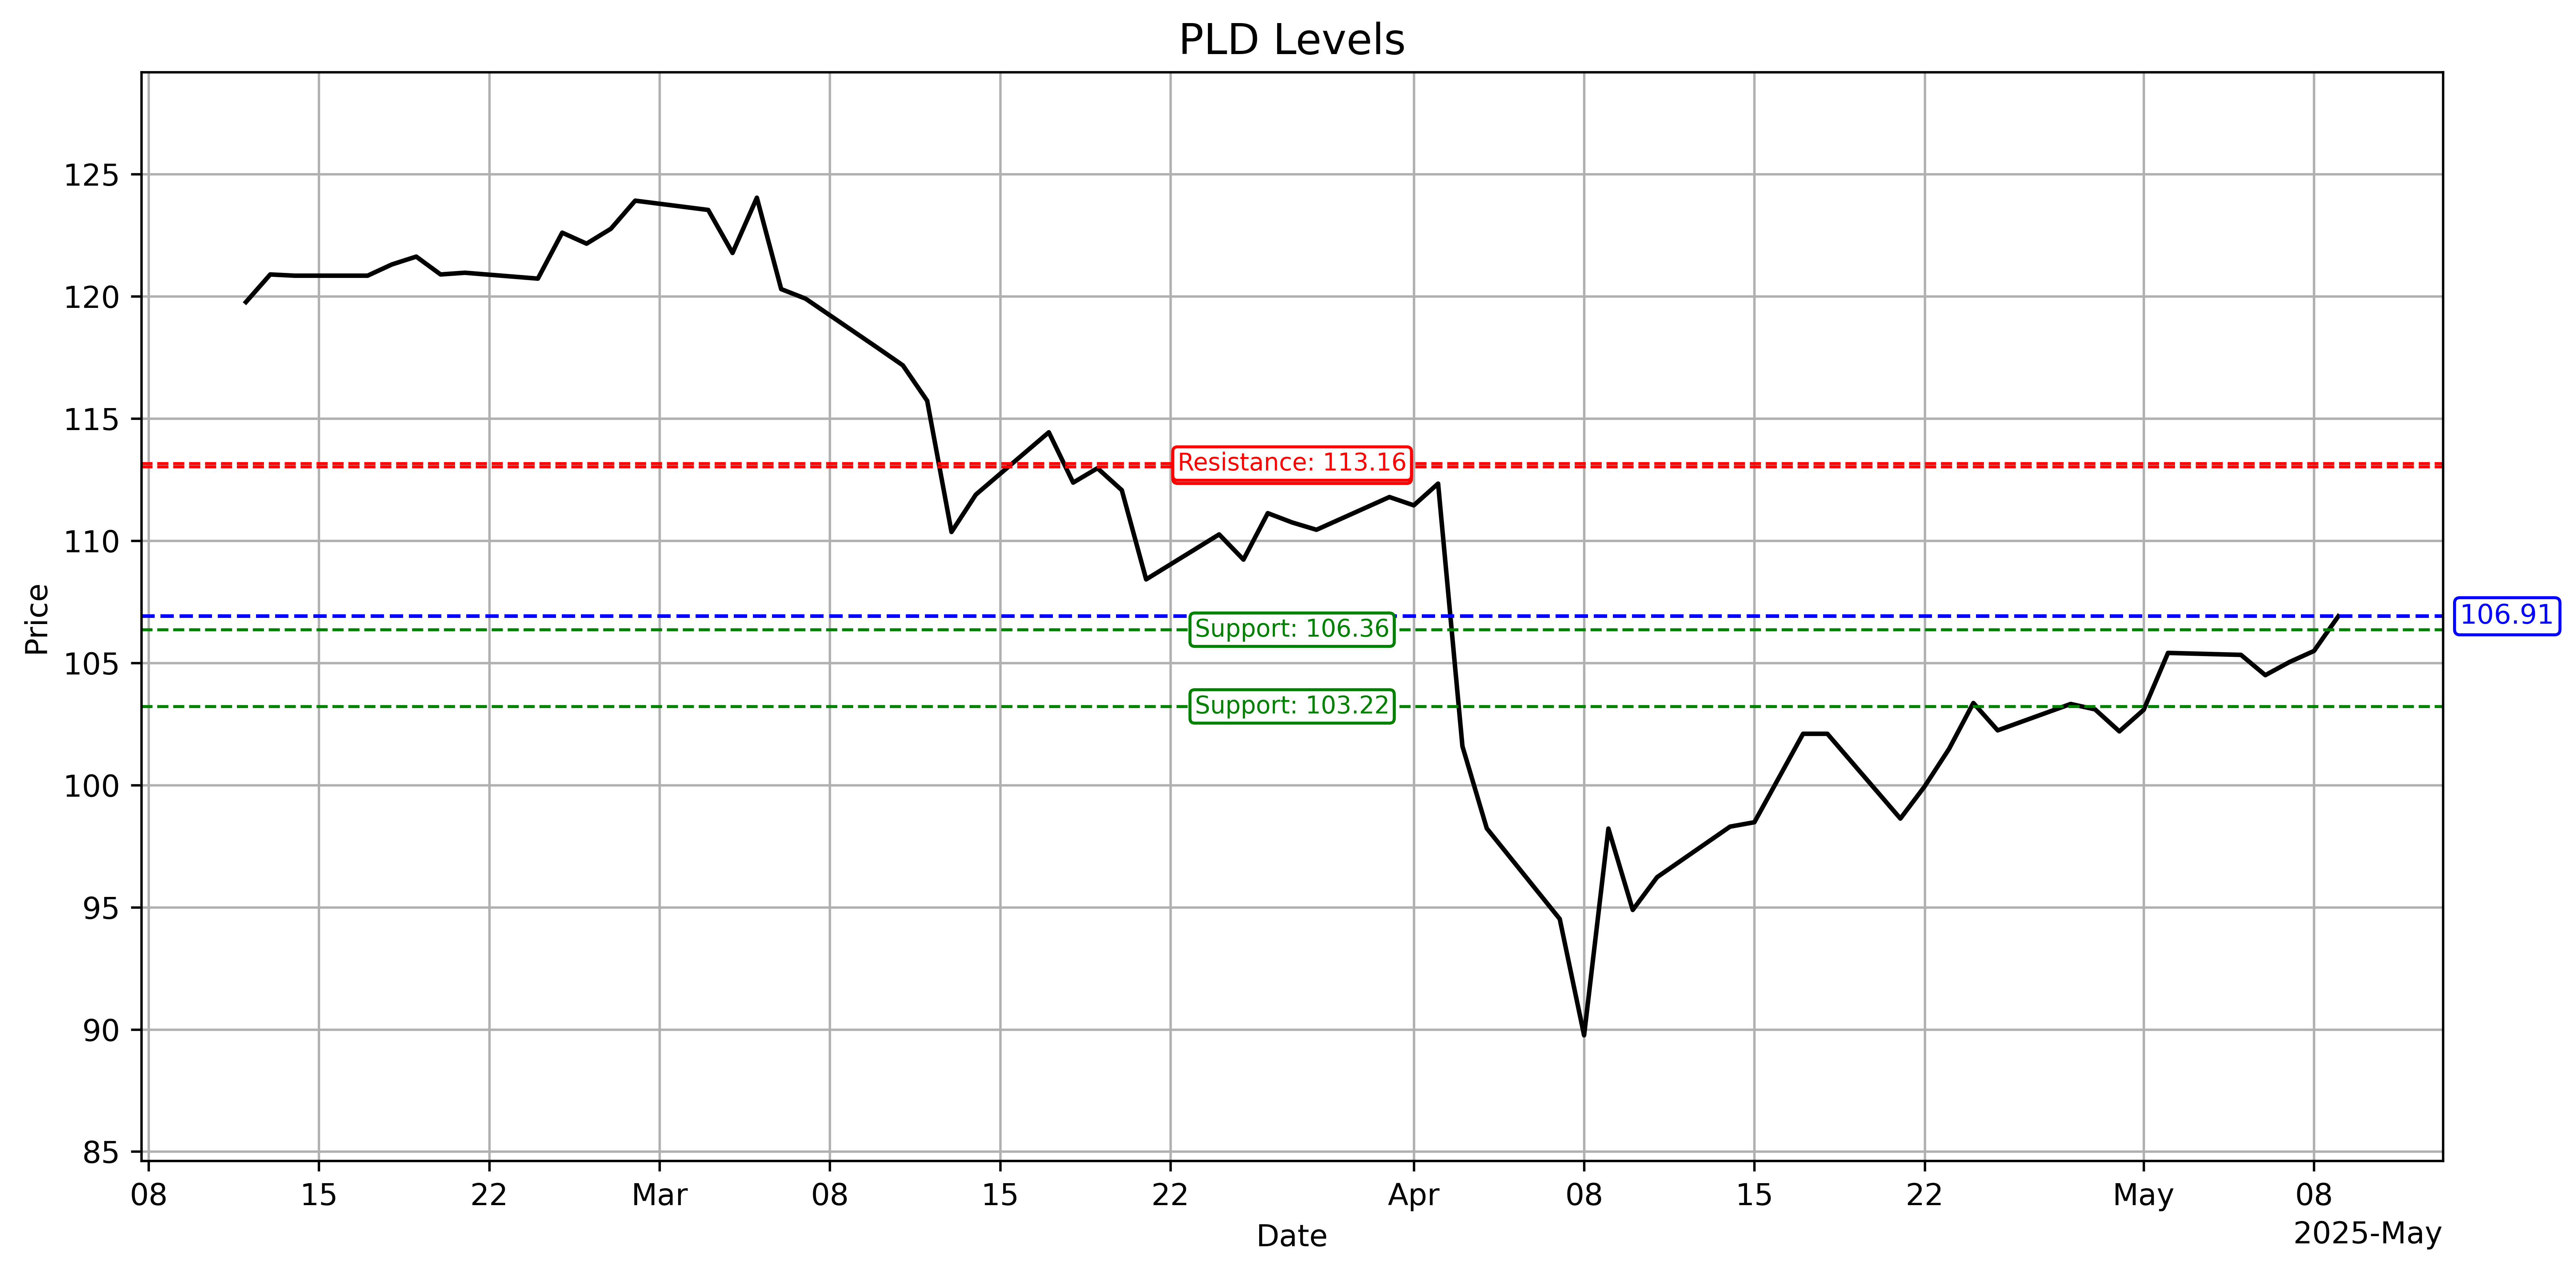 PLD Levels
125
120
115
110
105
100
95
90
85
Price
Resistance: 113.16
Support: 106.36
Support: 103.22
106.91
08 15 22 Mar 08 15 22 Apr 08 15 22 May 08
Date
2025-May